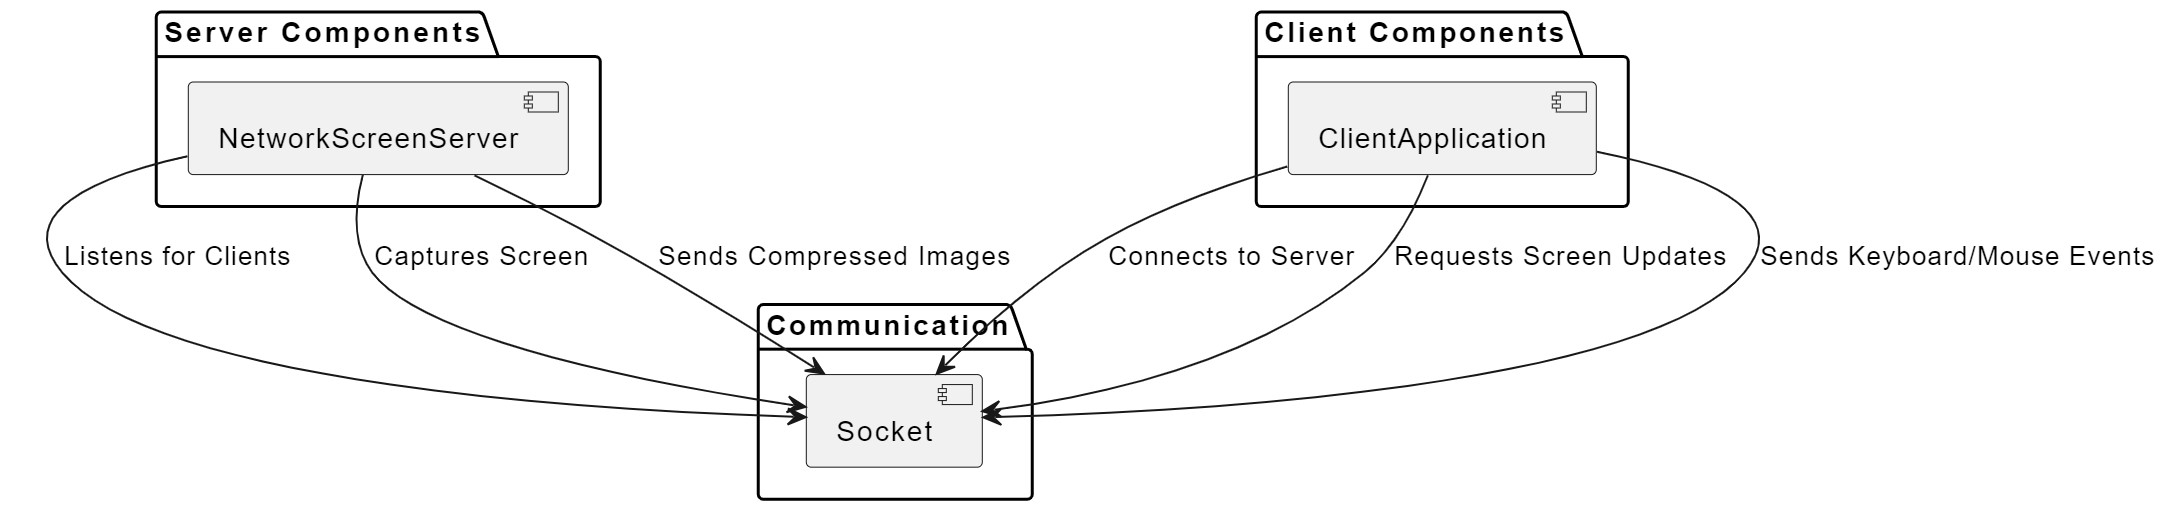 Server Components
Client Components
NetworkScreenServer
ClientApplication
Listens for Clients
Captures Screen
Sends Compressed Images
Connects to Server
Requests Screen Updates
Sends Keyboard/Mouse Events
Communication
Socket